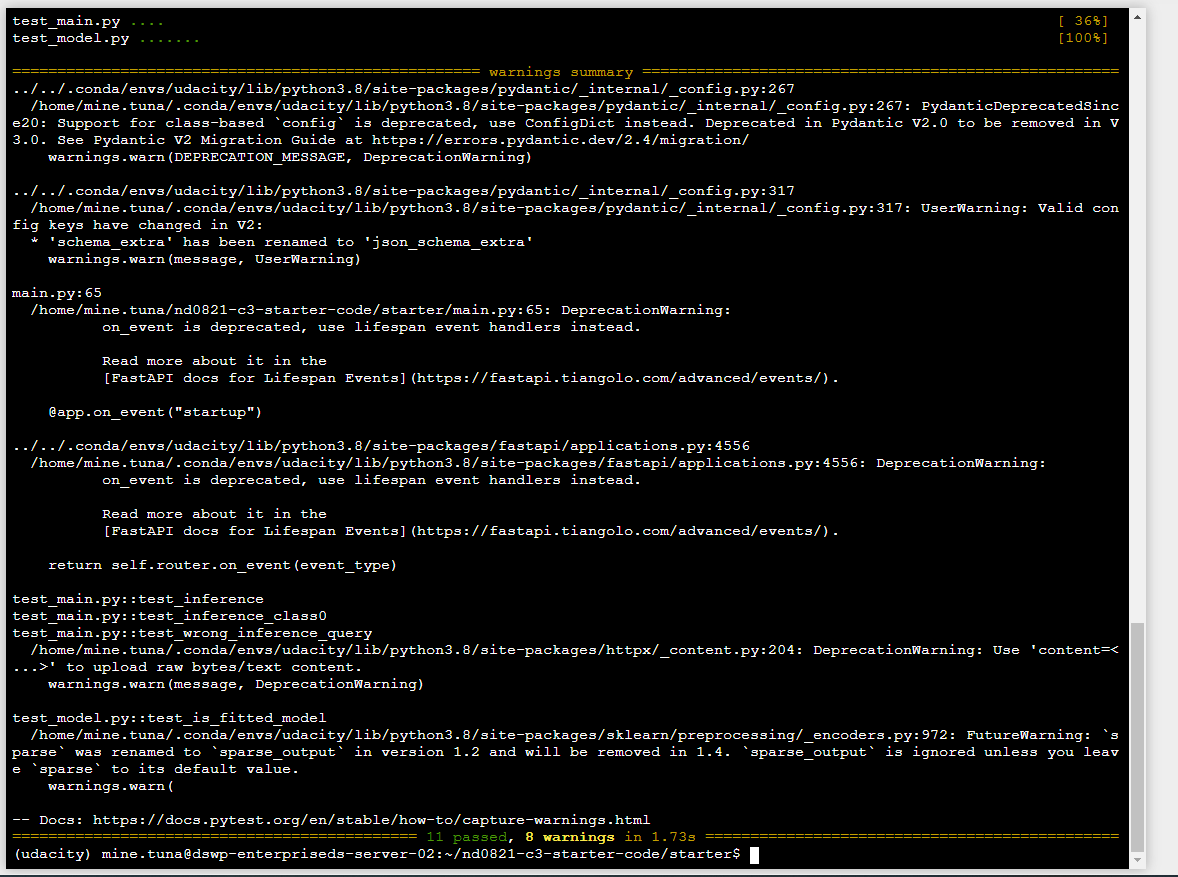 test_main.py .... [ 36%]
test_model.py ....... [100%]
==================================================== warnings summary =====================================================
../../.conda/envs/udacity/lib/python3.8/site-packages/pydantic/_internal/_config.py:267
  /home/mine.tuna/.conda/envs/udacity/lib/python3.8/site-packages/pydantic/_internal/_config.py:267: PydanticDeprecatedSinc
e20: Support for class-based `config` is deprecated, use ConfigDict instead. Deprecated in Pydantic V2.0 to be removed in V
3.0. See Pydantic V2 Migration Guide at https://errors.pydantic.dev/2.4/migration/
    warnings.warn(DEPRECATION_MESSAGE, DeprecationWarning)
../../.conda/envs/udacity/lib/python3.8/site-packages/pydantic/_internal/_config.py:317
  /home/mine.tuna/.conda/envs/udacity/lib/python3.8/site-packages/pydantic/_internal/_config.py:317: UserWarning: Valid con
fig keys have changed in V2:
  * 'schema_extra' has been renamed to 'json_schema_extra'
    warnings.warn(message, UserWarning)
main.py:65
  /home/mine.tuna/nd0821-c3-starter-code/starter/main.py:65: DeprecationWarning:
          on_event is deprecated, use lifespan event handlers instead.
          Read more about it in the
          [FastAPI docs for Lifespan Events](https://fastapi.tiangolo.com/advanced/events/).
    @app.on_event("startup")
../../.conda/envs/udacity/lib/python3.8/site-packages/fastapi/applications.py:4556
  /home/mine.tuna/.conda/envs/udacity/lib/python3.8/site-packages/fastapi/applications.py:4556: DeprecationWarning:
          on_event is deprecated, use lifespan event handlers instead.
          Read more about it in the
          [FastAPI docs for Lifespan Events](https://fastapi.tiangolo.com/advanced/events/).
    return self.router.on_event(event_type)
test_main.py::test_inference
test_main.py::test_inference_class0
test_main.py::test_wrong_inference_query
  /home/mine.tuna/.conda/envs/udacity/lib/python3.8/site-packages/httpx/_content.py:204: DeprecationWarning: Use 'content=<
...>' to upload raw bytes/text content.
    warnings.warn(message, DeprecationWarning)
test_model.py::test_is_fitted_model
  /home/mine.tuna/.conda/envs/udacity/lib/python3.8/site-packages/sklearn/preprocessing/_encoders.py:972: FutureWarning: `s
parse` was renamed to `sparse_output` in version 1.2 and will be removed in 1.4. `sparse_output` is ignored unless you leav
e `sparse` to its default value.
    warnings.warn(
-- Docs: https://docs.pytest.org/en/stable/how-to/capture-warnings.html
============================================= 11 passed, 8 warnings in 1.73s ==============================================
(udacity) mine.tuna@dswp-enterpriseds-server-02:~/nd0821-c3-starter-code/starter$